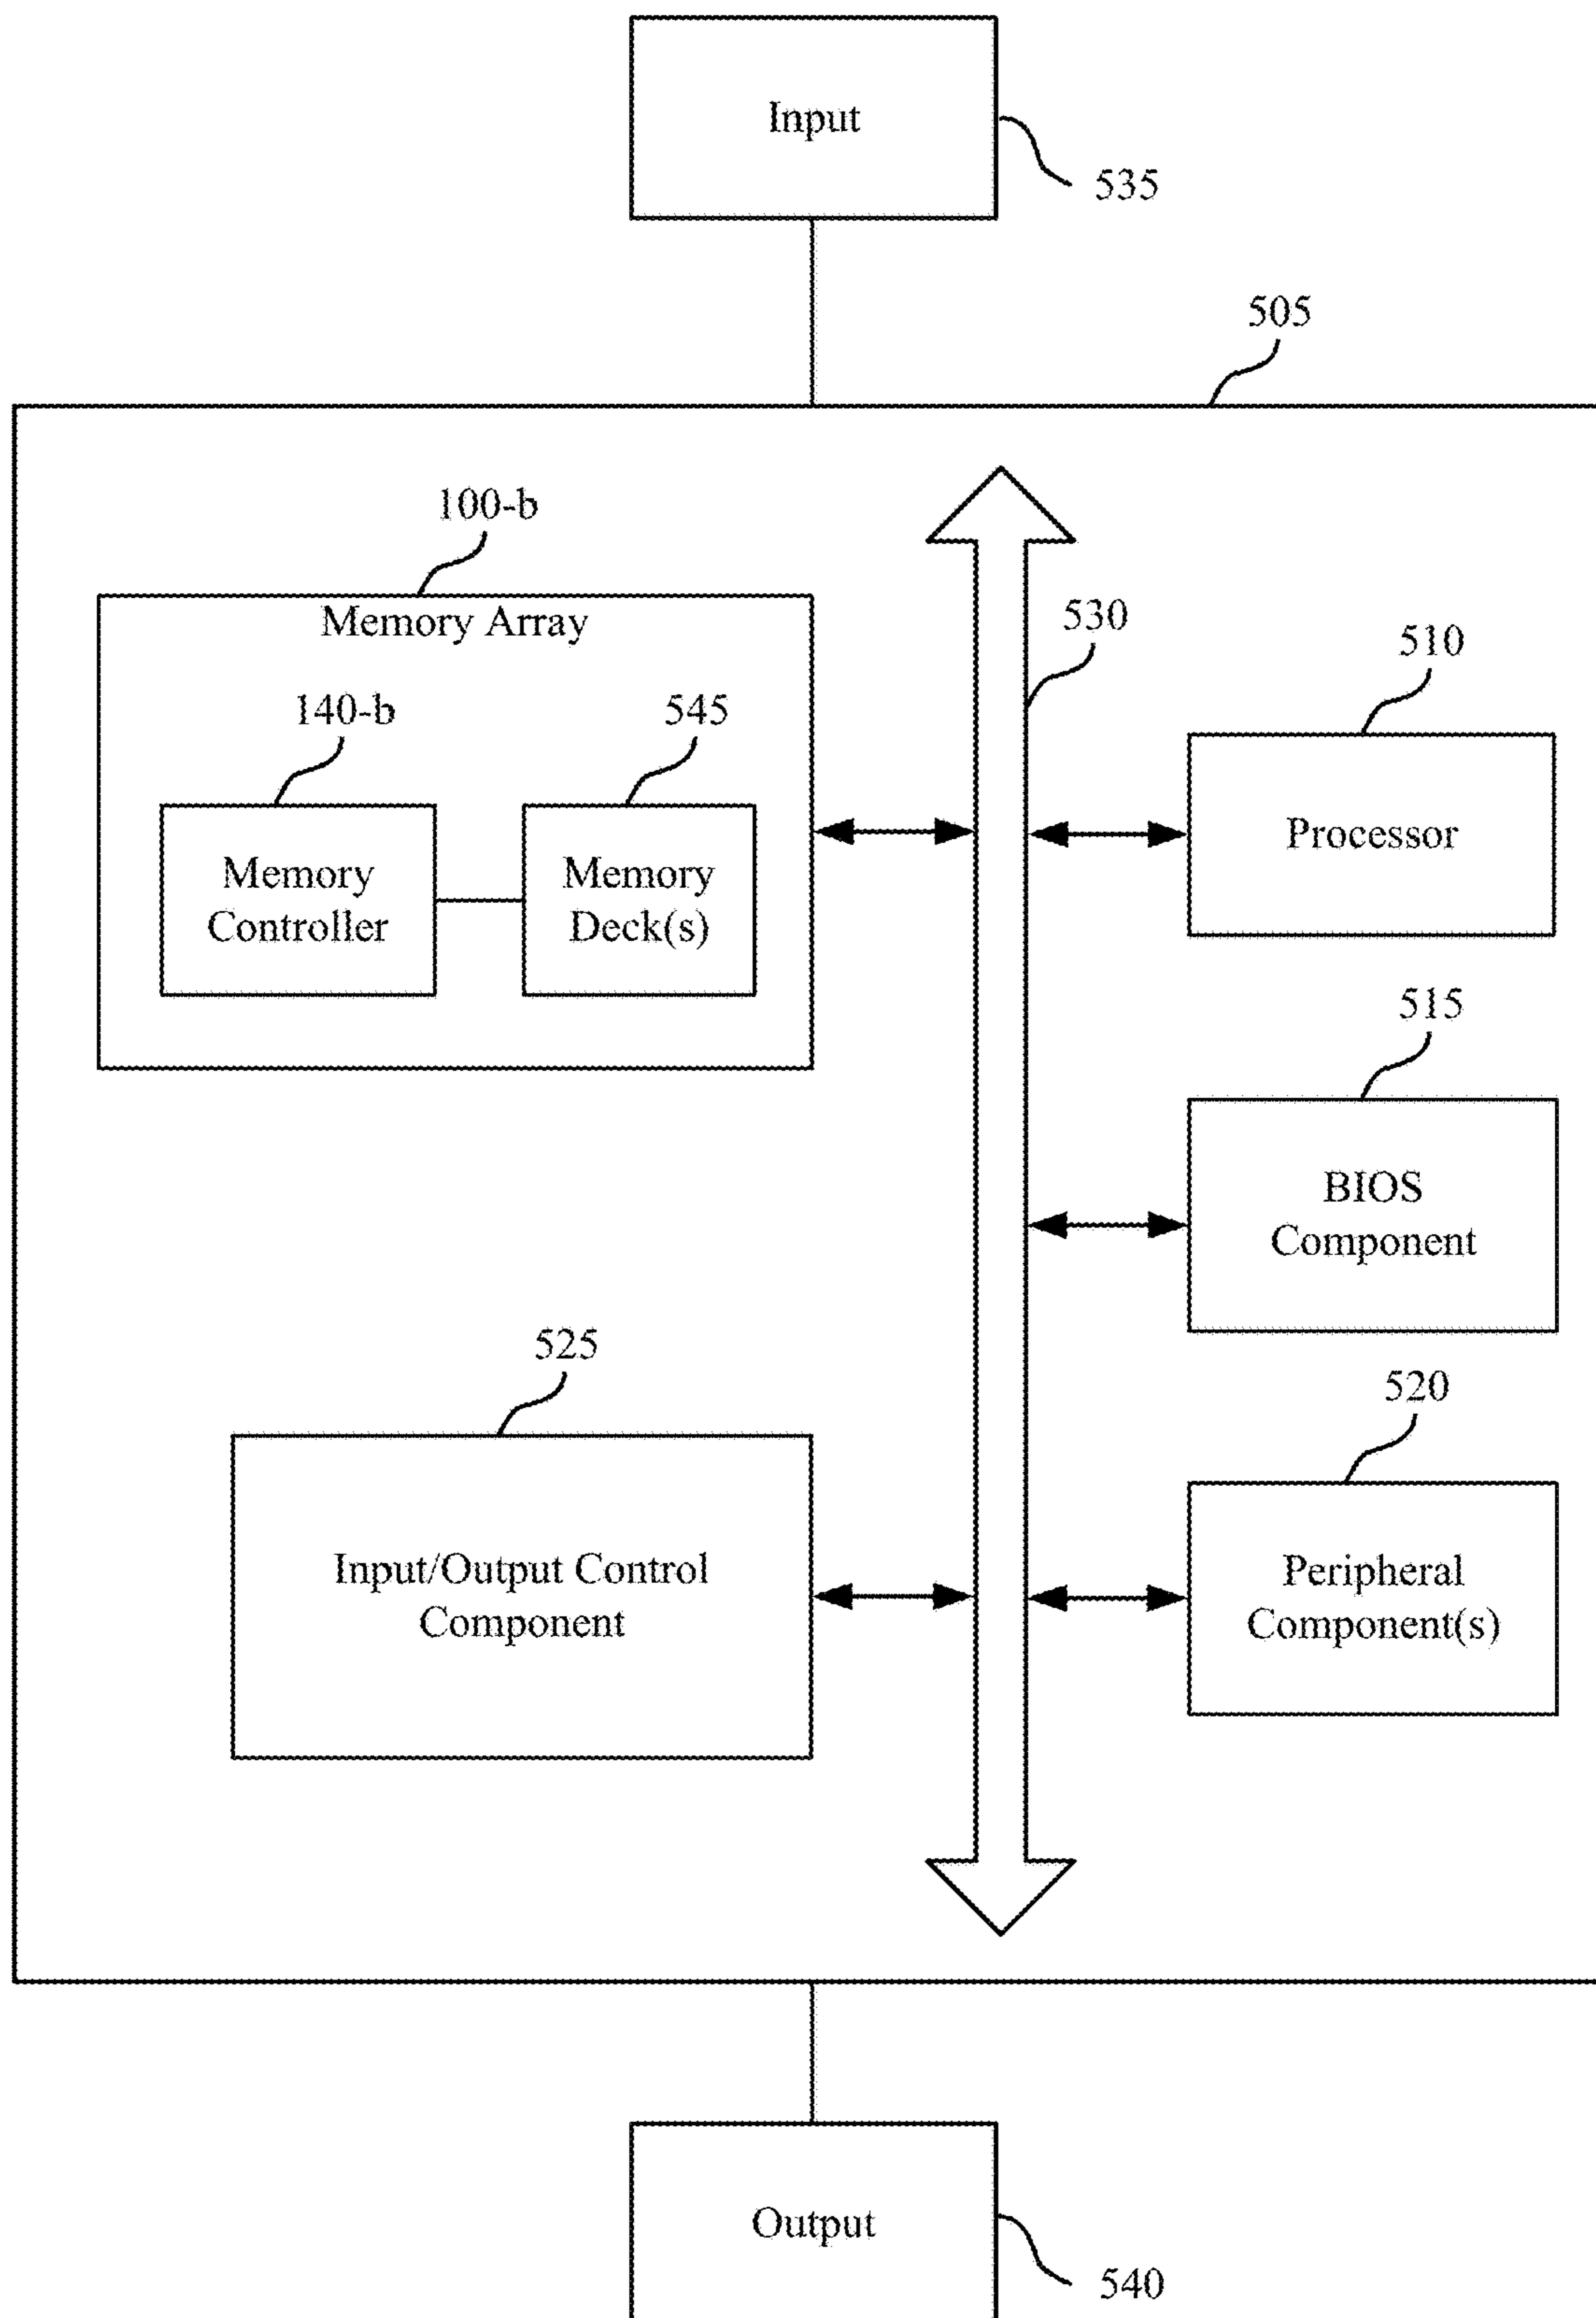 Input
535
505
100-b
Memory Array
530
510
140-b
545
Memory
Controller
Memory
Deck(s)
Processor
515
BIOS
Component
525
520
Input/Output Control
Component
Peripheral
Component(s)
Output
540